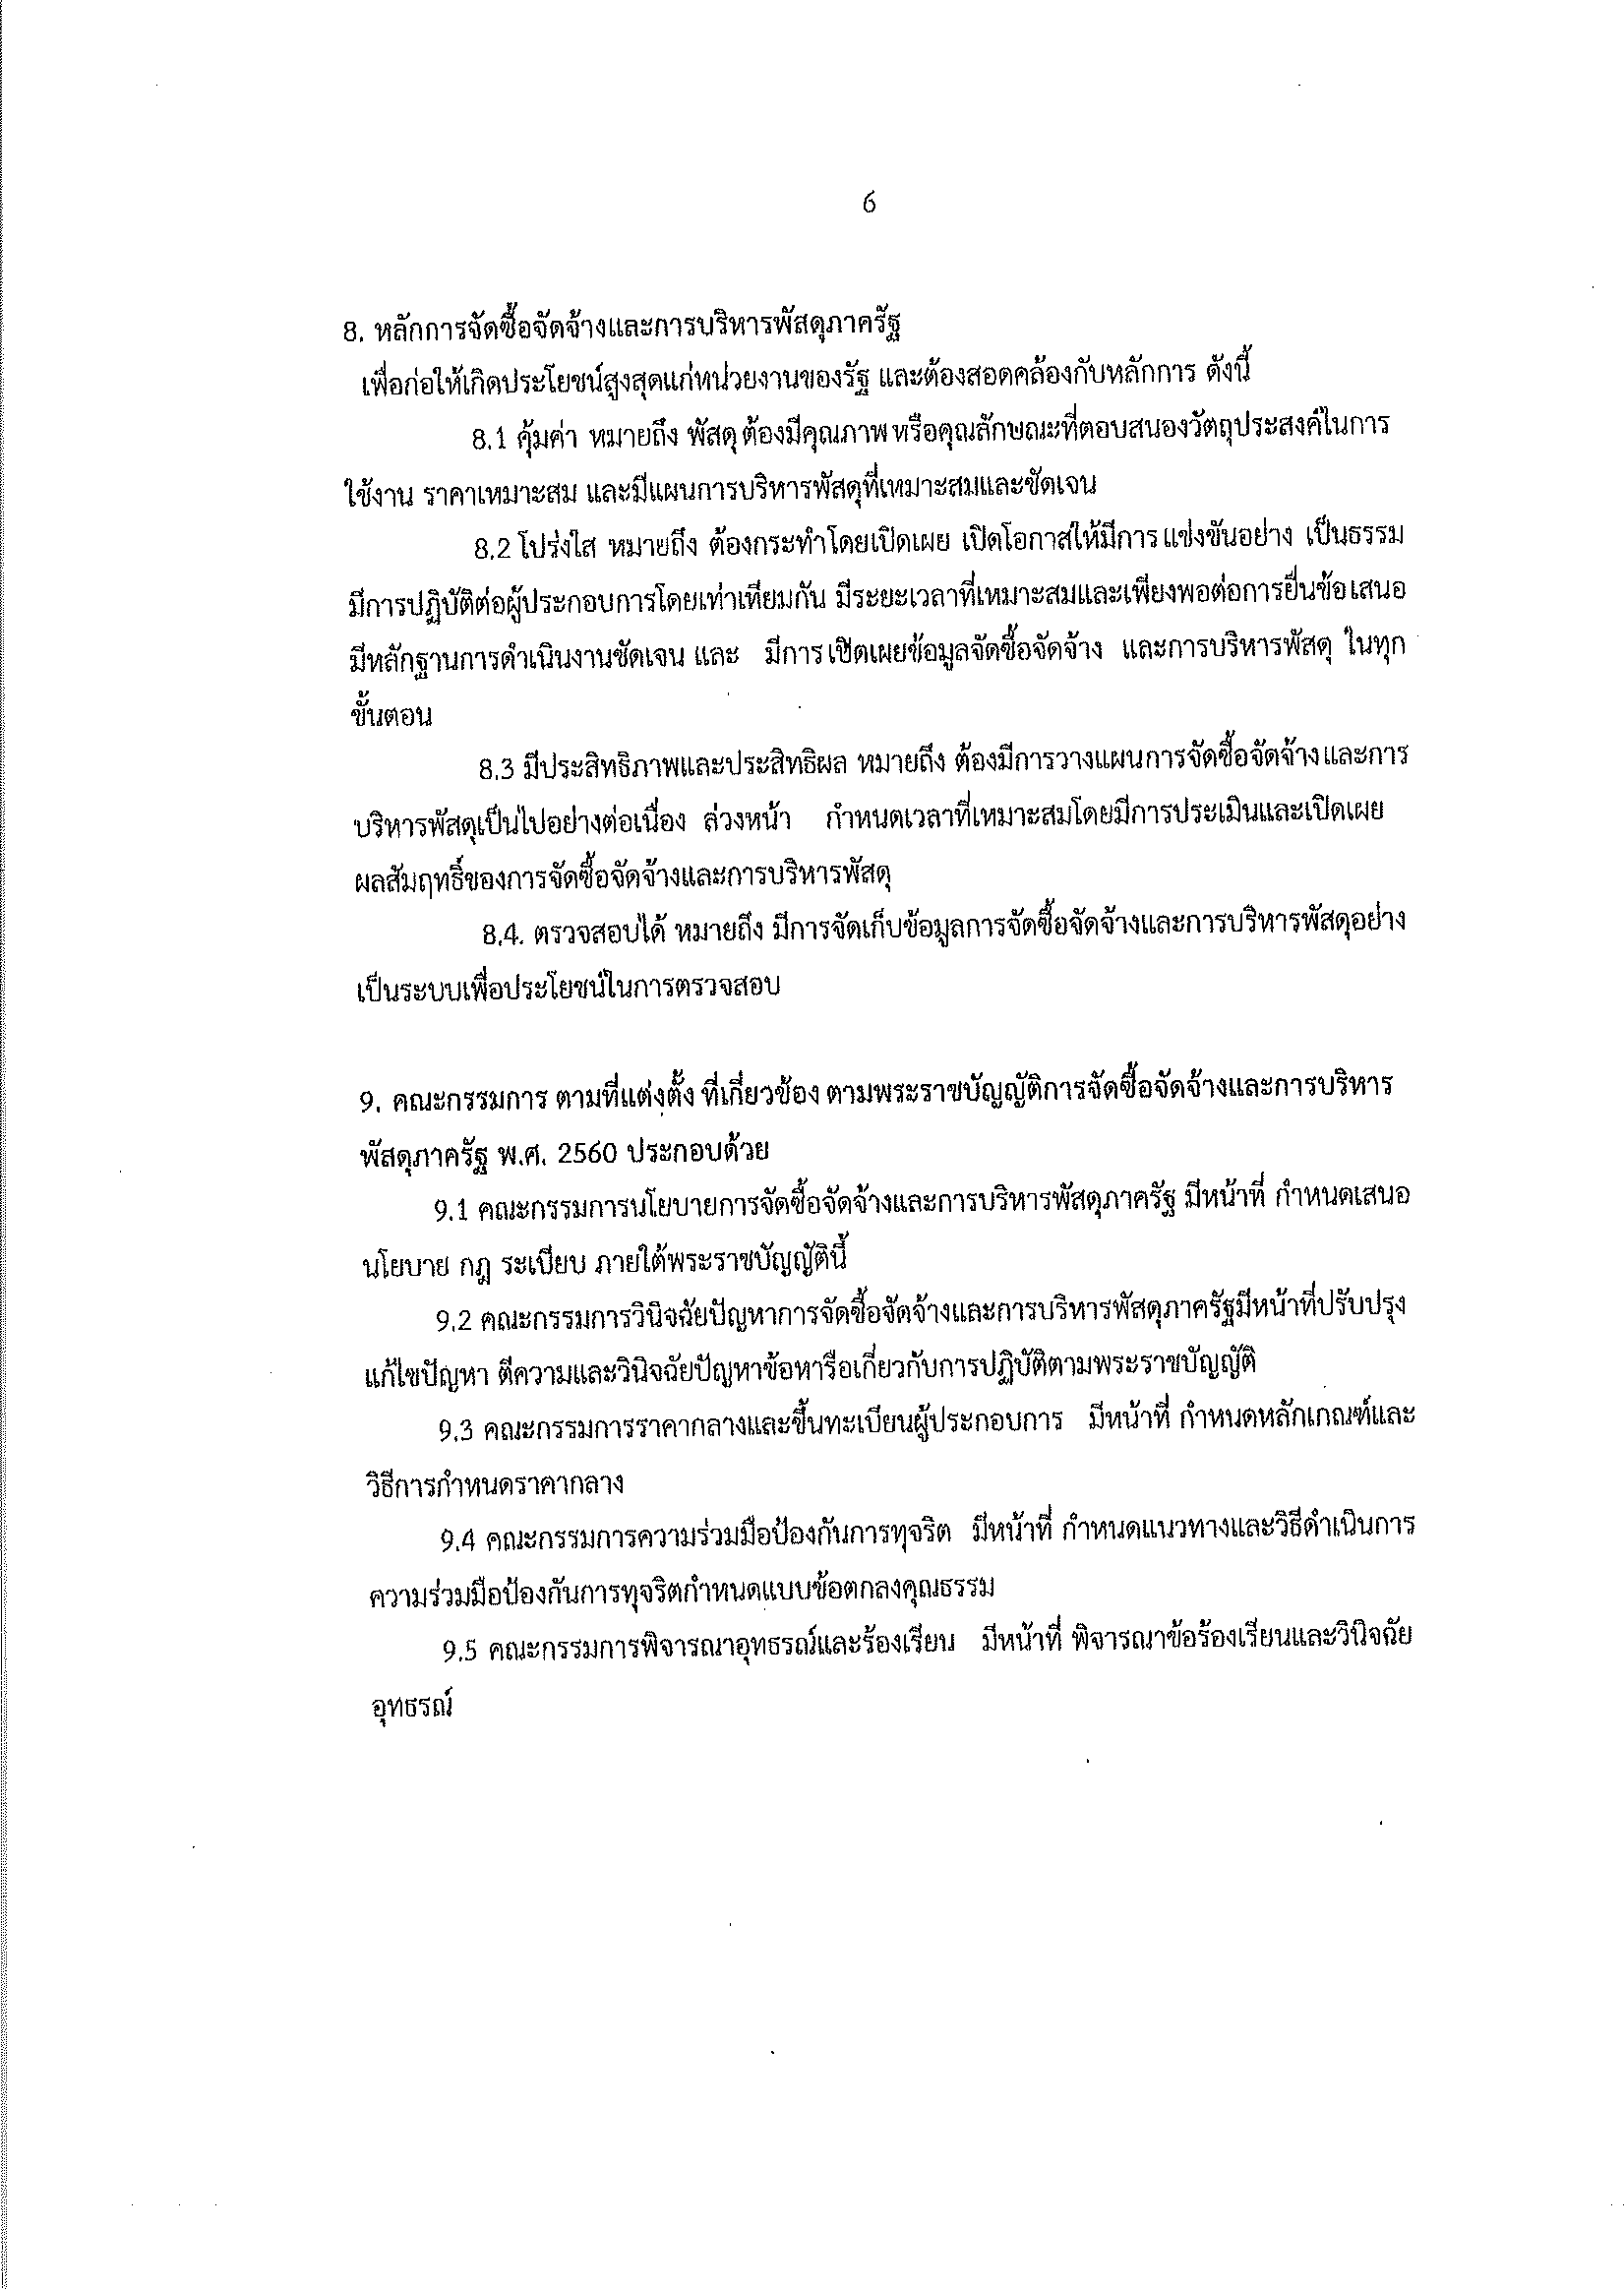 6
8. หลักการจัดซื้อจัดจ้างและการบริหารพัสดุภาครัฐ
เพื่อก่อให้เกิดประโยชน์สูงสุดแก่หน่วยงานของรัฐ และต้องสอดคล้องกับหลักการ ดังนี้
8.1 คุ้มค่า หมายถึง พัสดุต้องมีคุณภาพหรือคุณลักษณะที่ตอบสนองวัตถุประสงค์ในการ
ใช้งาน ราคาเหมาะสม และมีแผนการบริหารพัสดุที่เหมาะสมและชัดเจน
8.2 โปร่งใส หมายถึง ต้องกระทำโดยเปิดเผย เปิดโอกาสให้มีการแข่งขันอย่าง เป็นธรรม
มีการปฏิบัติต่อผู้ประกอบการโดยเท่าเทียมกัน มีระยะเวลาที่เหมาะสมและเพียงพอต่อการยื่นข้อเสนอ
มีหลักฐานการดำเนินงานชัดเจน และ มีการเปิดเผยข้อมูลจัดซื้อจัดจ้าง และการบริหารพัสดุ ในทุก
ขั้นตอน
8.3 มีประสิทธิภาพและประสิทธิผล หมายถึง ต้องมีการวางแผนการจัดซื้อจัดจ้างและการ
บริหารพัสดุเป็นไปอย่างต่อเนื่อง ล่วงหน้า กำหนดเวลาที่เหมาะสมโดยมีการประเมินและเปิดเผย
ผลสัมฤทธิ์ของการจัดซื้อจัดจ้างและการบริหารพัสดุ
8.4. ตรวจสอบได้ หมายถึง มีการจัดเก็บข้อมูลการจัดซื้อจัดจ้างและการบริหารพัสดุอย่าง
เป็นระบบเพื่อประโยชน์ในการตรวจสอบ
9. คณะกรรมการ ตามที่แต่งตั้ง ที่เกี่ยวข้อง ตามพระราชบัญญัติการจัดซื้อจัดจ้างและการบริหาร
พัสดุภาครัฐ พ.ศ. 2560 ประกอบด้วย
9.1 คณะกรรมการนโยบายการจัดซื้อจัดจ้างและการบริหารพัสดุภาครัฐ มีหน้าที่ กำหนดเสนอ
นโยบาย กฎ ระเบียบ ภายใต้พระราชบัญญัตินี้
9.2 คณะกรรมการวินิจฉัยปัญหาการจัดซื้อจัดจ้างและการบริหารพัสดุภาครัฐมีหน้าที่ปรับปรุง
แก้ไขปัญหา ตีความและวินิจฉัยปัญหาข้อหารือเกี่ยวกับการปฏิบัติตามพระราชบัญญัติ
9.3 คณะกรรมการราคากลางและขึ้นทะเบียนผู้ประกอบการ มีหน้าที่ กำหนดหลักเกณฑ์และ
วิธีการกำหนดราคากลาง
9.4 คณะกรรมการความร่วมมือป้องกันการทุจริต มีหน้าที่ กำหนดแนวทางและวิธีดำเนินการ
ความร่วมมือป้องกันการทุจริตกำหนดแบบข้อตกลงคุณธรรม
9.5 คณะกรรมการพิจารณาอุทธรณ์และร้องเรียน มีหน้าที่ พิจารณาข้อร้องเรียนและวินิจฉัย
อุทธรณ์